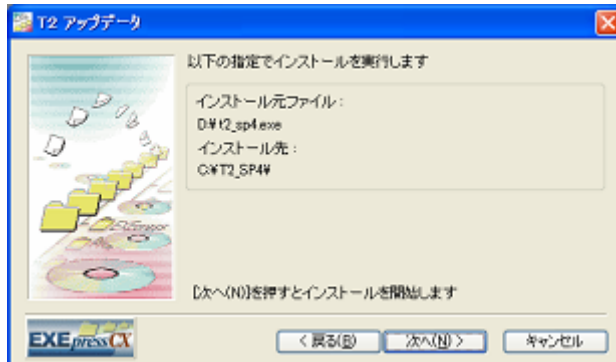 T2 アップデータ
以下の指定でインストールを実行します
インストール元ファイル：
D:¥t2_sp4.exe
インストール先：
C:¥T2_SP4¥
[次へ(N)]を押すとインストールを開始します
EXEpressCX
< 戻る(B)
次へ(N) >
キャンセル